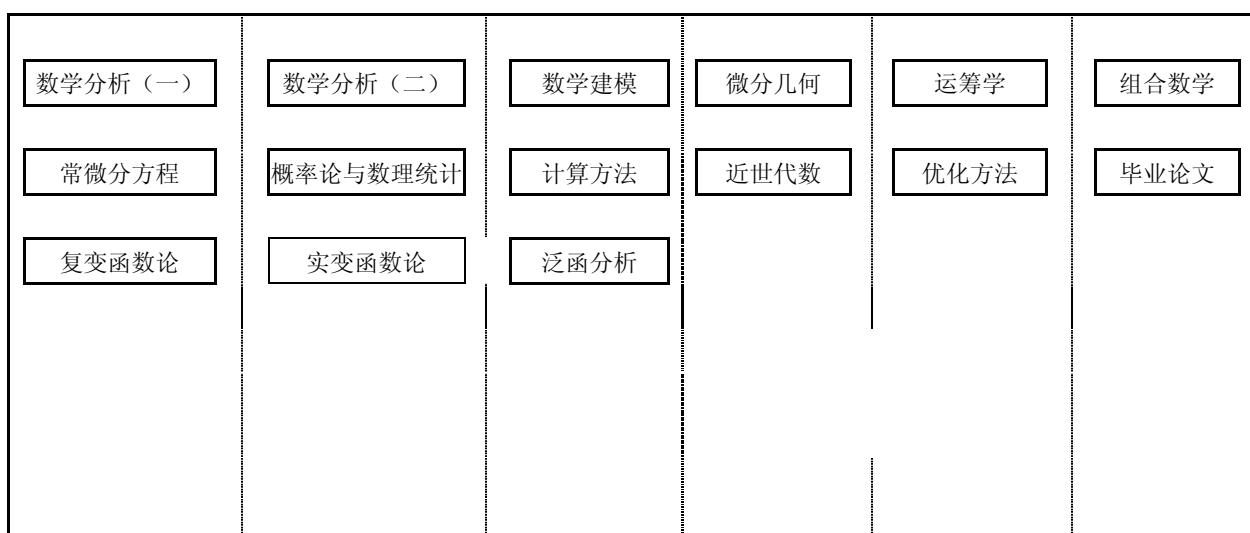 数学分析（一） 数学分析（二） 数学建模 微分几何 运筹学 组合数学
常微分方程 概率论与数理统计 计算方法 近世代数 优化方法 毕业论文
复变函数论 实变函数论 泛函分析